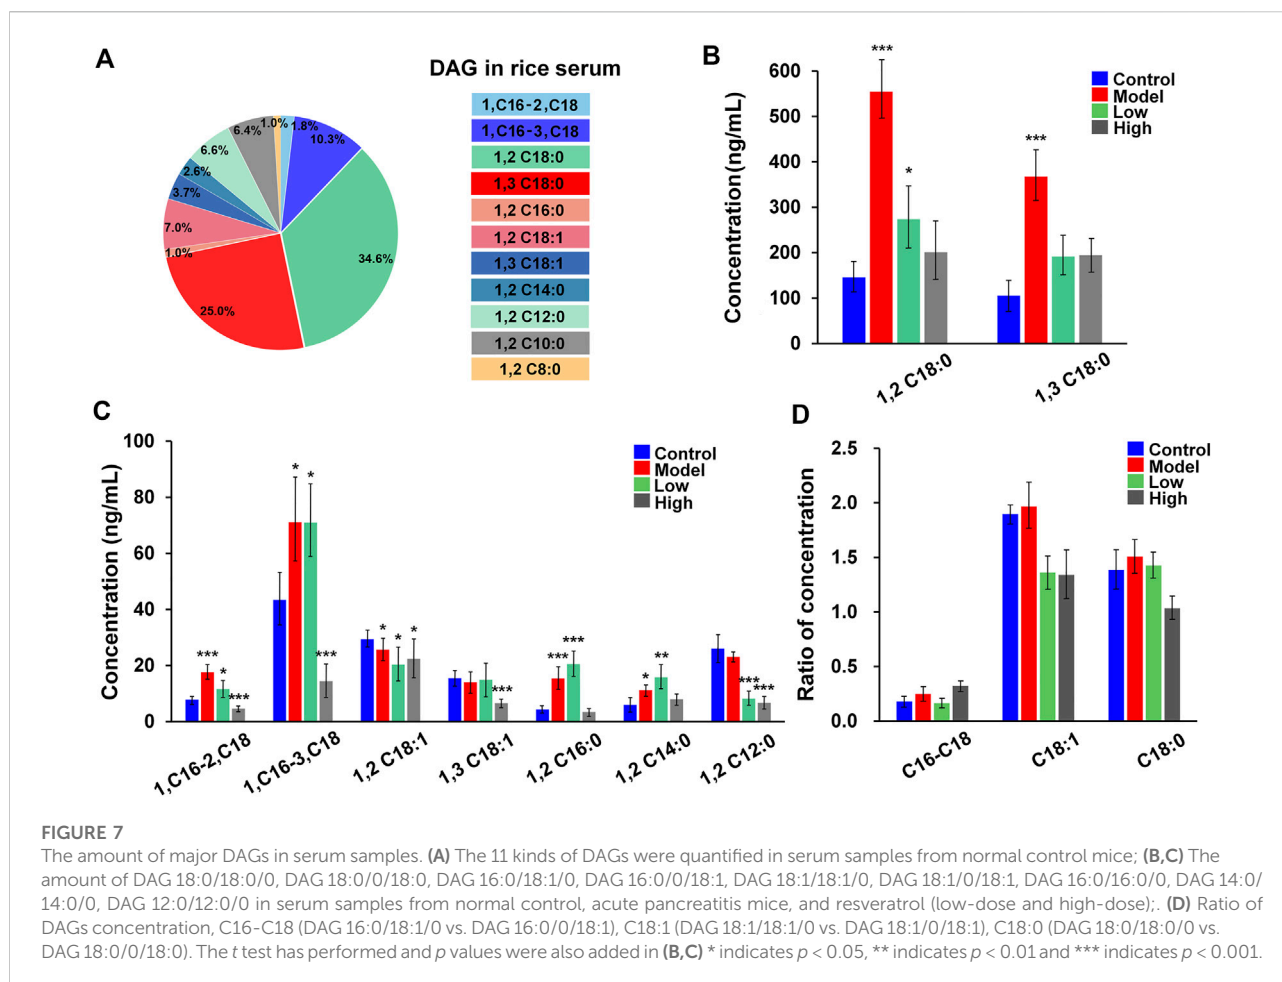 A
DAG in rice serum
1,C16-2,C18
1,C16-3,C18
1,2 C18:0
1,3 C18:0
1,2 C16:0
1,2 C18:1
1,3 C18:1
1,2 C14:0
1,2 C12:0
1,2 C10:0
1,2 C8:0
1.0%
1.8%
10.3%
34.6%
25.0%
1.0%
7.0%
3.7%
2.6%
6.6%
6.4%
B
Concentration(ng/mL)
600
500
400
300
200
100
0
***
*
***
Control
Model
Low
High
1,2 C18:0
1,3 C18:0
C
Concentration (ng/mL)
100
80
60
40
20
0
***
*
***
*
*
***
*
*
*
***
***
***
*
**
***
***
Control
Model
Low
High
1,C16-2,C18
1,C16-3,C18
1,2 C18:1
1,3 C18:1
1,2 C16:0
1,2 C14:0
1,2 C12:0
D
Ratio of concentration
2.5
2.0
1.5
1.0
0.5
0.0
Control
Model
Low
High
C16-C18
C18:1
C18:0
FIGURE 7
The amount of major DAGs in serum samples. (A) The 11 kinds of DAGs were quantified in serum samples from normal control mice; (B,C) The
amount of DAG 18:0/18:0/0, DAG 18:0/0/18:0, DAG 16:0/18:1/0, DAG 16:0/0/18:1, DAG 18:1/18:1/0, DAG 18:1/0/18:1, DAG 16:0/16:0/0, DAG 14:0/
14:0/0, DAG 12:0/12:0/0 in serum samples from normal control, acute pancreatitis mice, and resveratrol (low-dose and high-dose);. (D) Ratio of
DAGs concentration, C16-C18 (DAG 16:0/18:1/0 vs. DAG 16:0/0/18:1), C18:1 (DAG 18:1/18:1/0 vs. DAG 18:1/0/18:1), C18:0 (DAG 18:0/18:0/0 vs.
DAG 18:0/0/18:0). The t test has performed and p values were also added in (B,C) * indicates p < 0.05, ** indicates p < 0.01 and *** indicates p < 0.001.